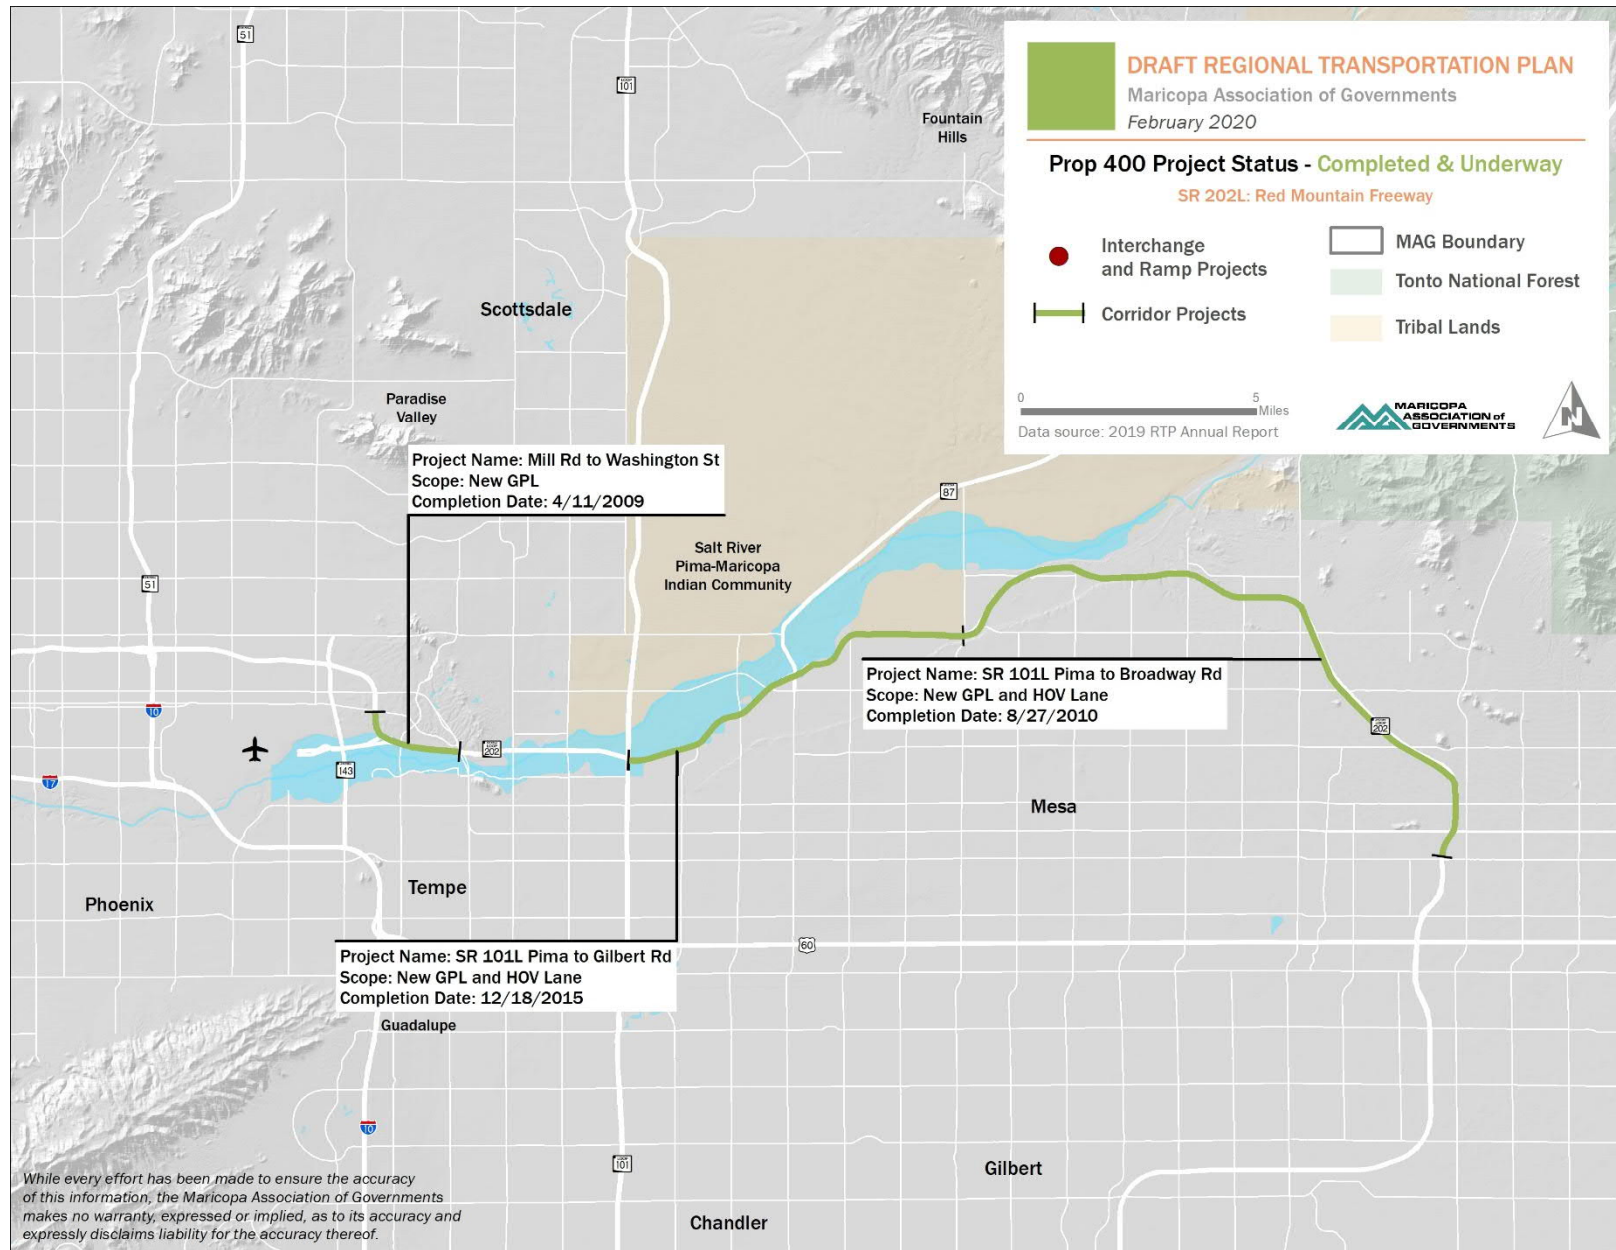 DRAFT REGIONAL TRANSPORTATION PLAN
Maricopa Association of Governments
February 2020
Prop 400 Project Status - Completed & Underway
SR 202L: Red Mountain Freeway
Interchange
and Ramp Projects
Corridor Projects
MAG Boundary
Tonto National Forest
Tribal Lands
0
5
Miles
Data source: 2019 RTP Annual Report
MARICOPA
ASSOCIATION of
GOVERNMENTS
N
51
LOOP
101
Fountain
Hills
Scottsdale
Paradise
Valley
Project Name: Mill Rd to Washington St
Scope: New GPL
Completion Date: 4/11/2009
87
Salt River
Pima-Maricopa
Indian Community
51
Project Name: SR 101L Pima to Broadway Rd
Scope: New GPL and HOV Lane
Completion Date: 8/27/2010
10
202
202
143
17
Mesa
Tempe
Phoenix
60
Project Name: SR 101L Pima to Gilbert Rd
Scope: New GPL and HOV Lane
Completion Date: 12/18/2015
Guadalupe
10
LOOP
101
Gilbert
Chandler
While every effort has been made to ensure the accuracy
of this information, the Maricopa Association of Governments
makes no warranty, expressed or implied, as to its accuracy and
expressly disclaims liability for the accuracy thereof.